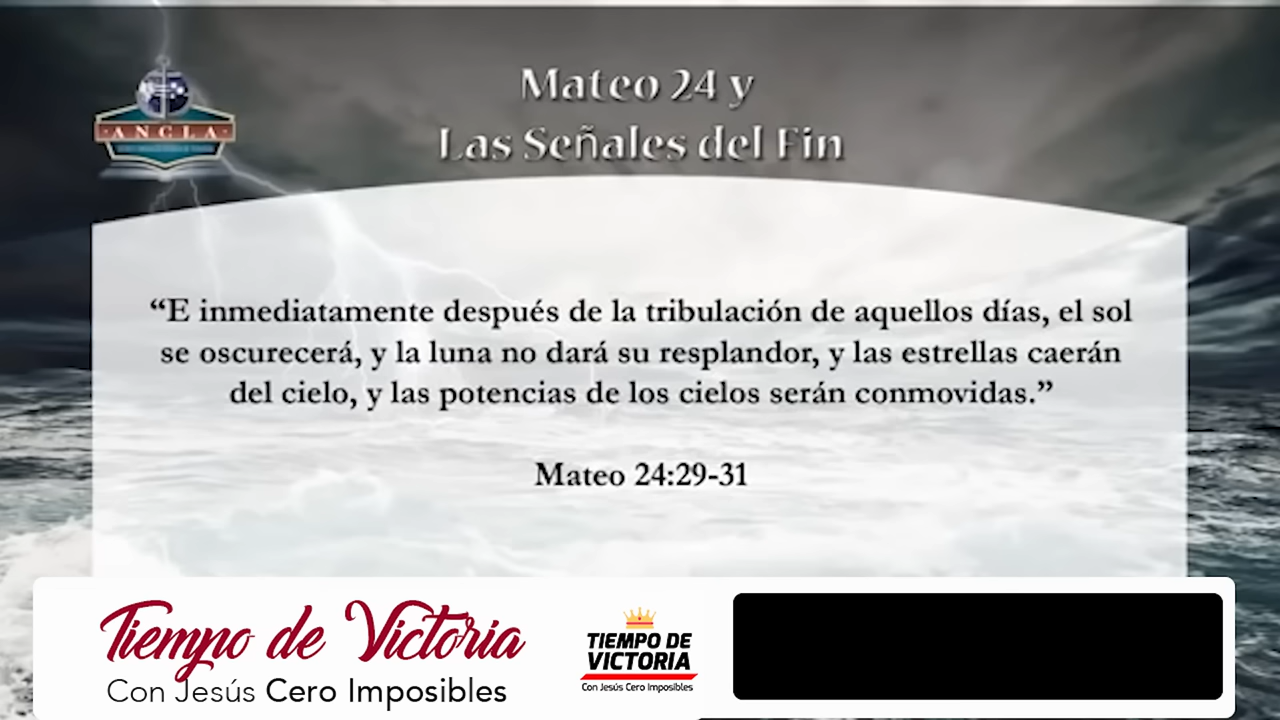 Mateo 24 y
Las Señales del Fin
ANCLA
“E inmediatamente después de la tribulación de aquellos días, el sol
se oscurecerá, y la luna no dará su resplandor, y las estrellas caerán
del cielo, y las potencias de los cielos serán conmovidas.”
Mateo 24:29-31
Tiempo de Victoria
Con Jesús Cero Imposibles
TIEMPO DE
VICTORIA
Con Jesús Cero Imposibles